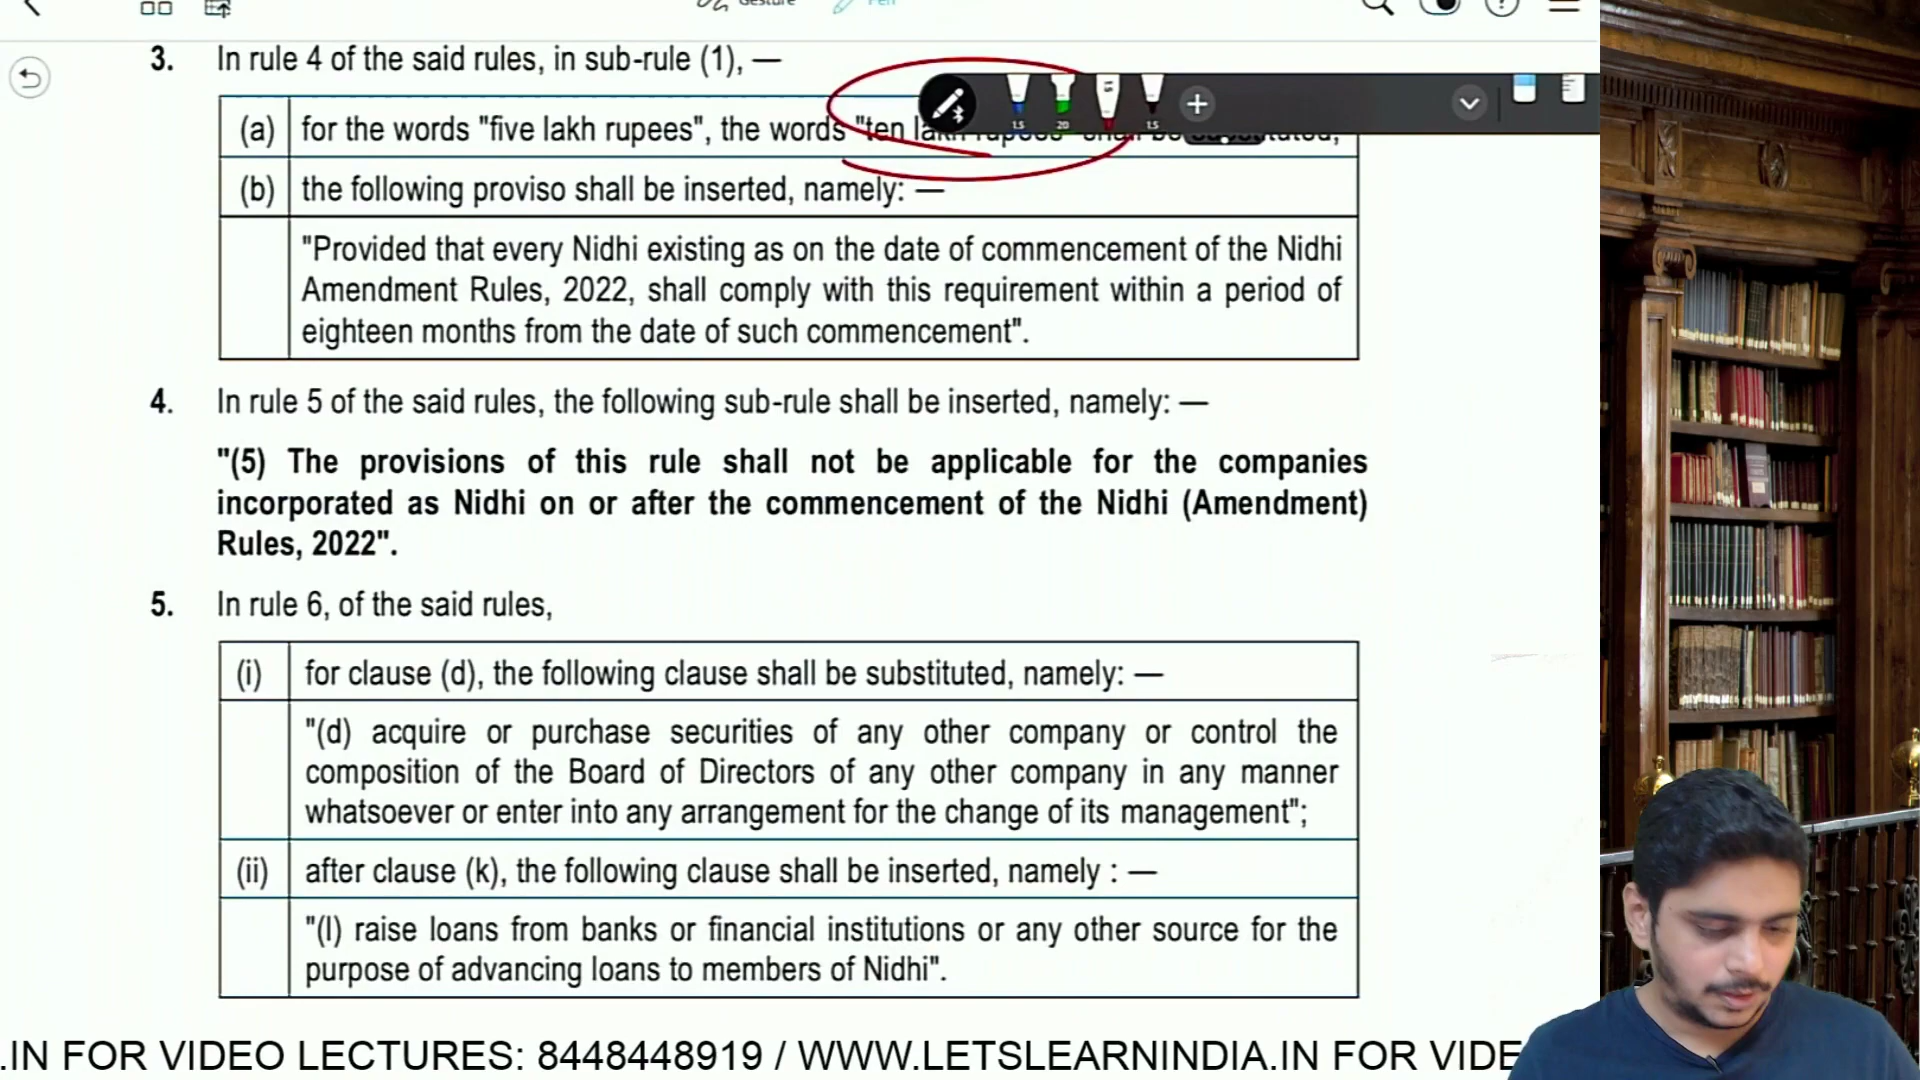 Gesture
Pen
3. In rule 4 of the said rules, in sub-rule (1), —
(a) for the words "five lakh rupees", the words "ten lakh rupees" shall be substituted;
(b) the following proviso shall be inserted, namely: —
"Provided that every Nidhi existing as on the date of commencement of the Nidhi
Amendment Rules, 2022, shall comply with this requirement within a period of
eighteen months from the date of such commencement".
4. In rule 5 of the said rules, the following sub-rule shall be inserted, namely: —
"(5) The provisions of this rule shall not be applicable for the companies
incorporated as Nidhi on or after the commencement of the Nidhi (Amendment)
Rules, 2022".
5. In rule 6, of the said rules,
(i) for clause (d), the following clause shall be substituted, namely: —
"(d) acquire or purchase securities of any other company or control the
composition of the Board of Directors of any other company in any manner
whatsoever or enter into any arrangement for the change of its management";
(ii) after clause (k), the following clause shall be inserted, namely : —
"(l) raise loans from banks or financial institutions or any other source for the
purpose of advancing loans to members of Nidhi".
.IN FOR VIDEO LECTURES: 8448448919 / WWW.LETSLEARNINDIA.IN FOR VIDE